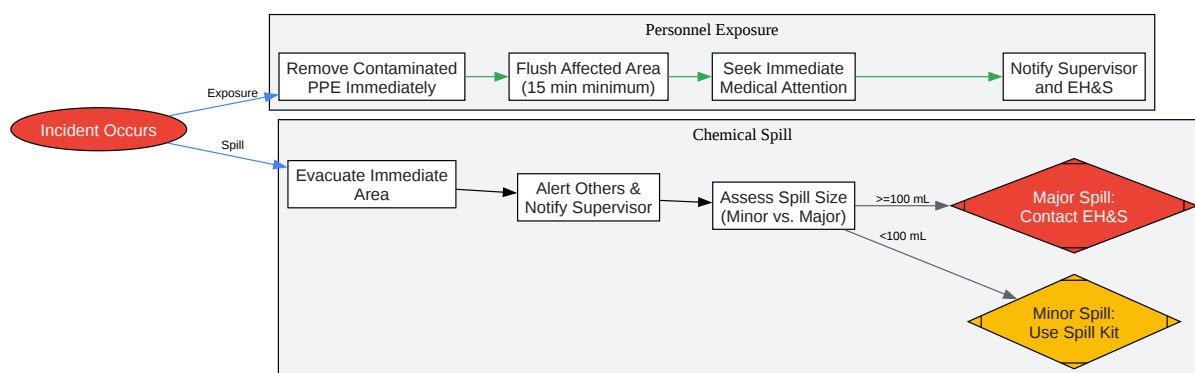 Personnel Exposure
Remove Contaminated
PPE Immediately
Flush Affected Area
(15 min minimum)
Seek Immediate
Medical Attention
Notify Supervisor
and EH&S
Exposure
Incident Occurs
Spill
Chemical Spill
Evacuate Immediate
Area
Alert Others &
Notify Supervisor
Assess Spill Size
(Minor vs. Major)
>=100 mL
Major Spill:
Contact EH&S
<100 mL
Minor Spill:
Use Spill Kit